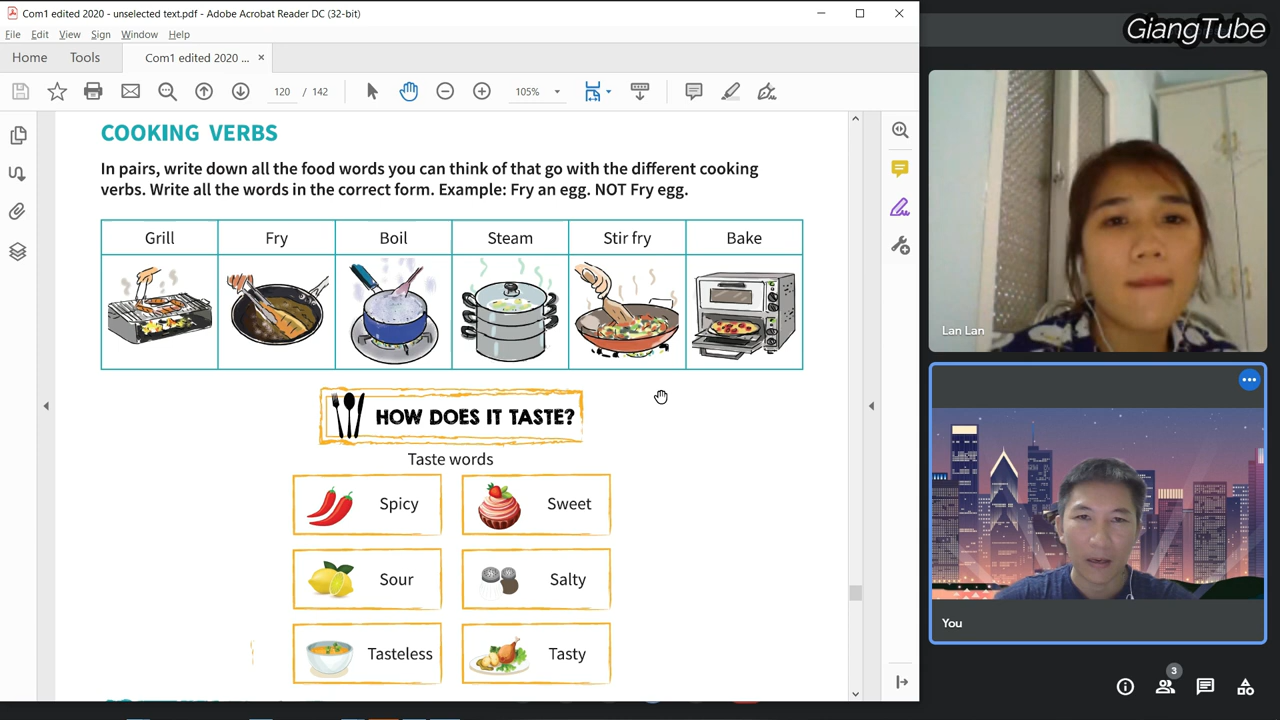 Com1 edited 2020 - unselected text.pdf - Adobe Acrobat Reader DC (32-bit)
File Edit View Sign Window Help
Home Tools Com1 edited 2020 ... ×
120 / 142 105%
COOKING VERBS
In pairs, write down all the food words you can think of that go with the different cooking
verbs. Write all the words in the correct form. Example: Fry an egg. NOT Fry egg.
Grill Fry Boil Steam Stir fry Bake
HOW DOES IT TASTE?
Taste words
Spicy Sweet
Sour Salty
Tasteless Tasty
GiangTube
Lan Lan
You
3